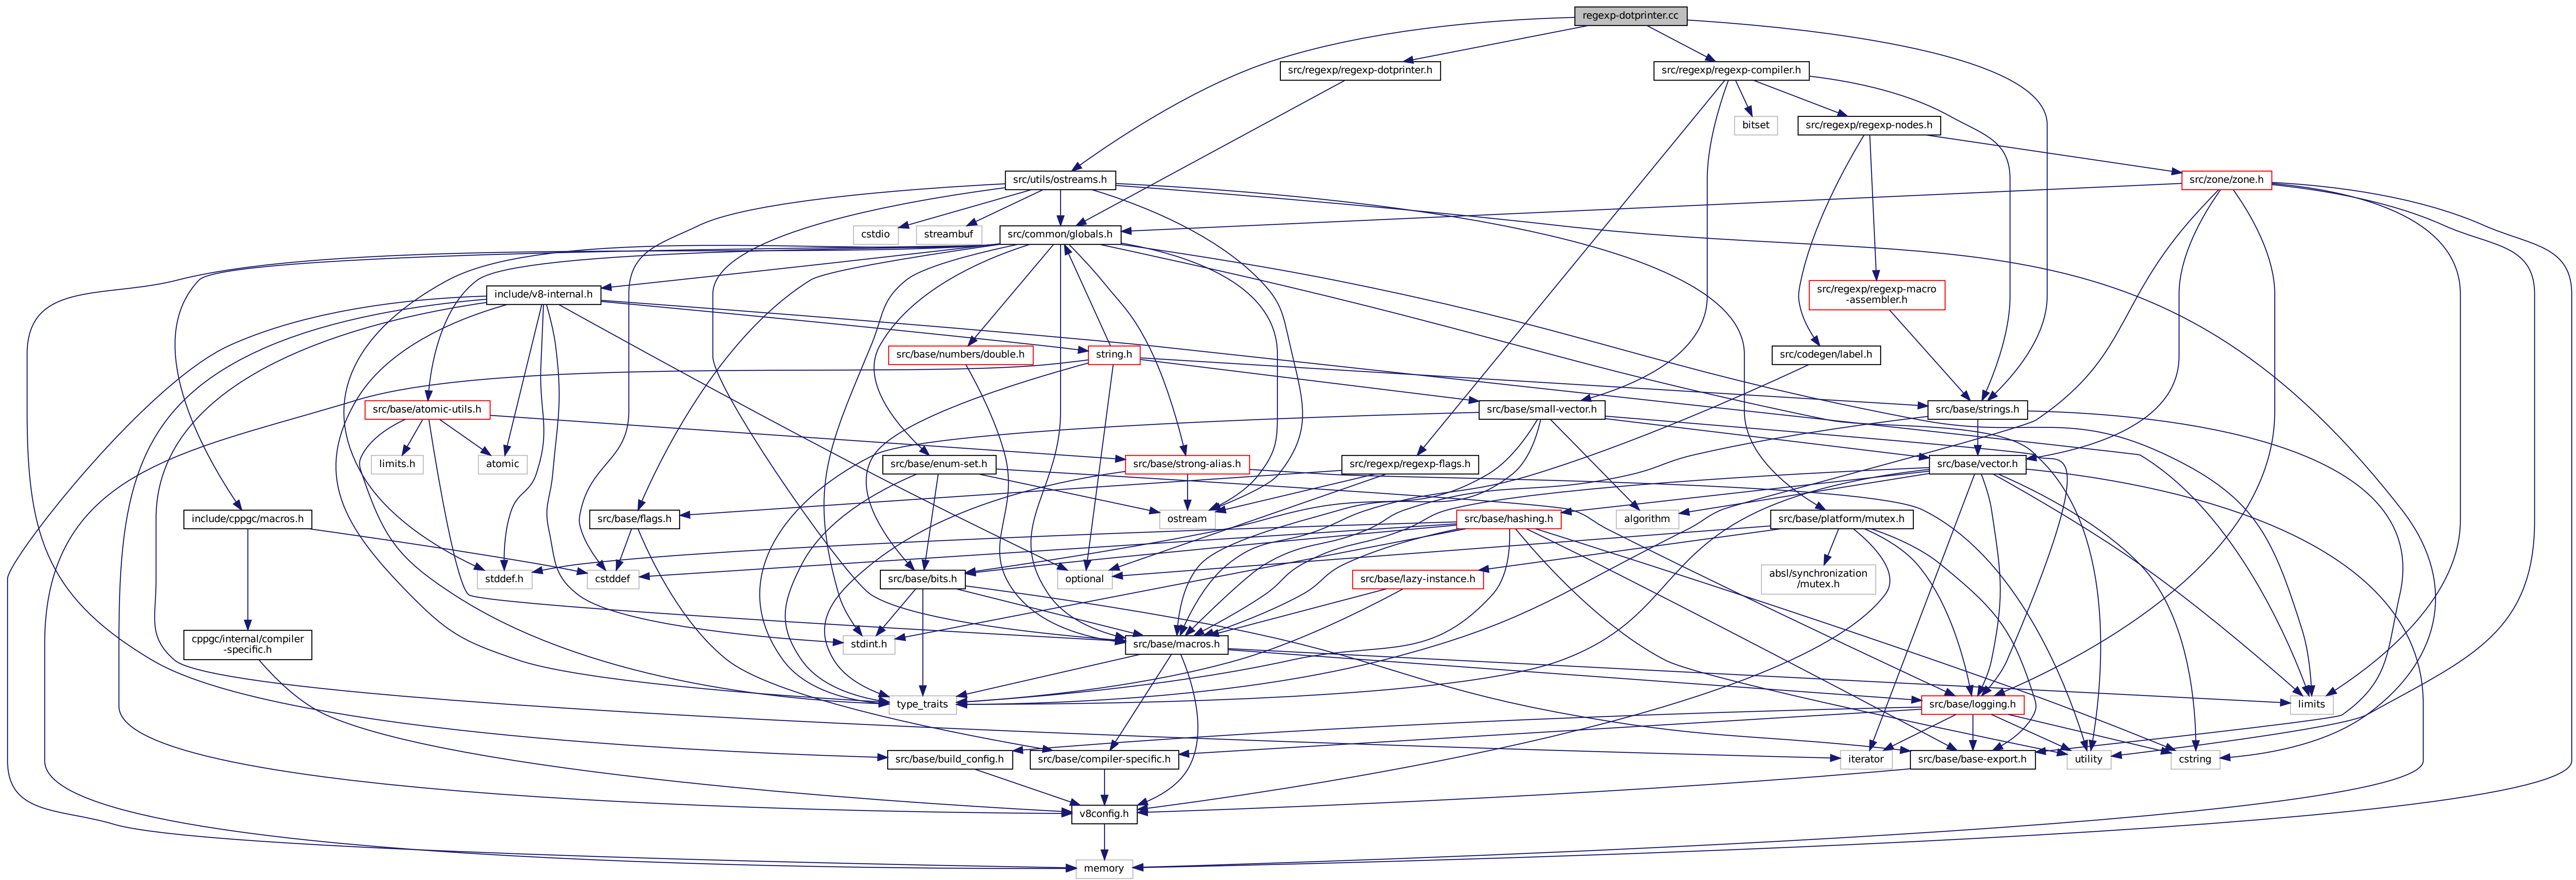 regexp-dotprinter.cc
src/regexp/regexp-dotprinter.h
src/regexp/regexp-compiler.h
bitset
src/regexp/regexp-nodes.h
src/utils/ostreams.h
src/zone/zone.h
cstdio
streambuf
src/common/globals.h
include/v8-internal.h
src/regexp/regexp-macro
-assembler.h
src/base/numbers/double.h
string.h
src/codegen/label.h
src/base/atomic-utils.h
src/base/small-vector.h
src/base/strings.h
limits.h
atomic
src/base/enum-set.h
src/base/strong-alias.h
src/regexp/regexp-flags.h
src/base/vector.h
include/cppgc/macros.h
src/base/flags.h
ostream
algorithm
src/base/hashing.h
src/base/platform/mutex.h
stddef.h
cstddef
src/base/bits.h
optional
src/base/lazy-instance.h
absl/synchronization
/mutex.h
cppgc/internal/compiler
-specific.h
stdint.h
src/base/macros.h
type_traits
src/base/logging.h
limits
src/base/build_config.h
src/base/compiler-specific.h
iterator
src/base/base-export.h
utility
cstring
v8config.h
memory